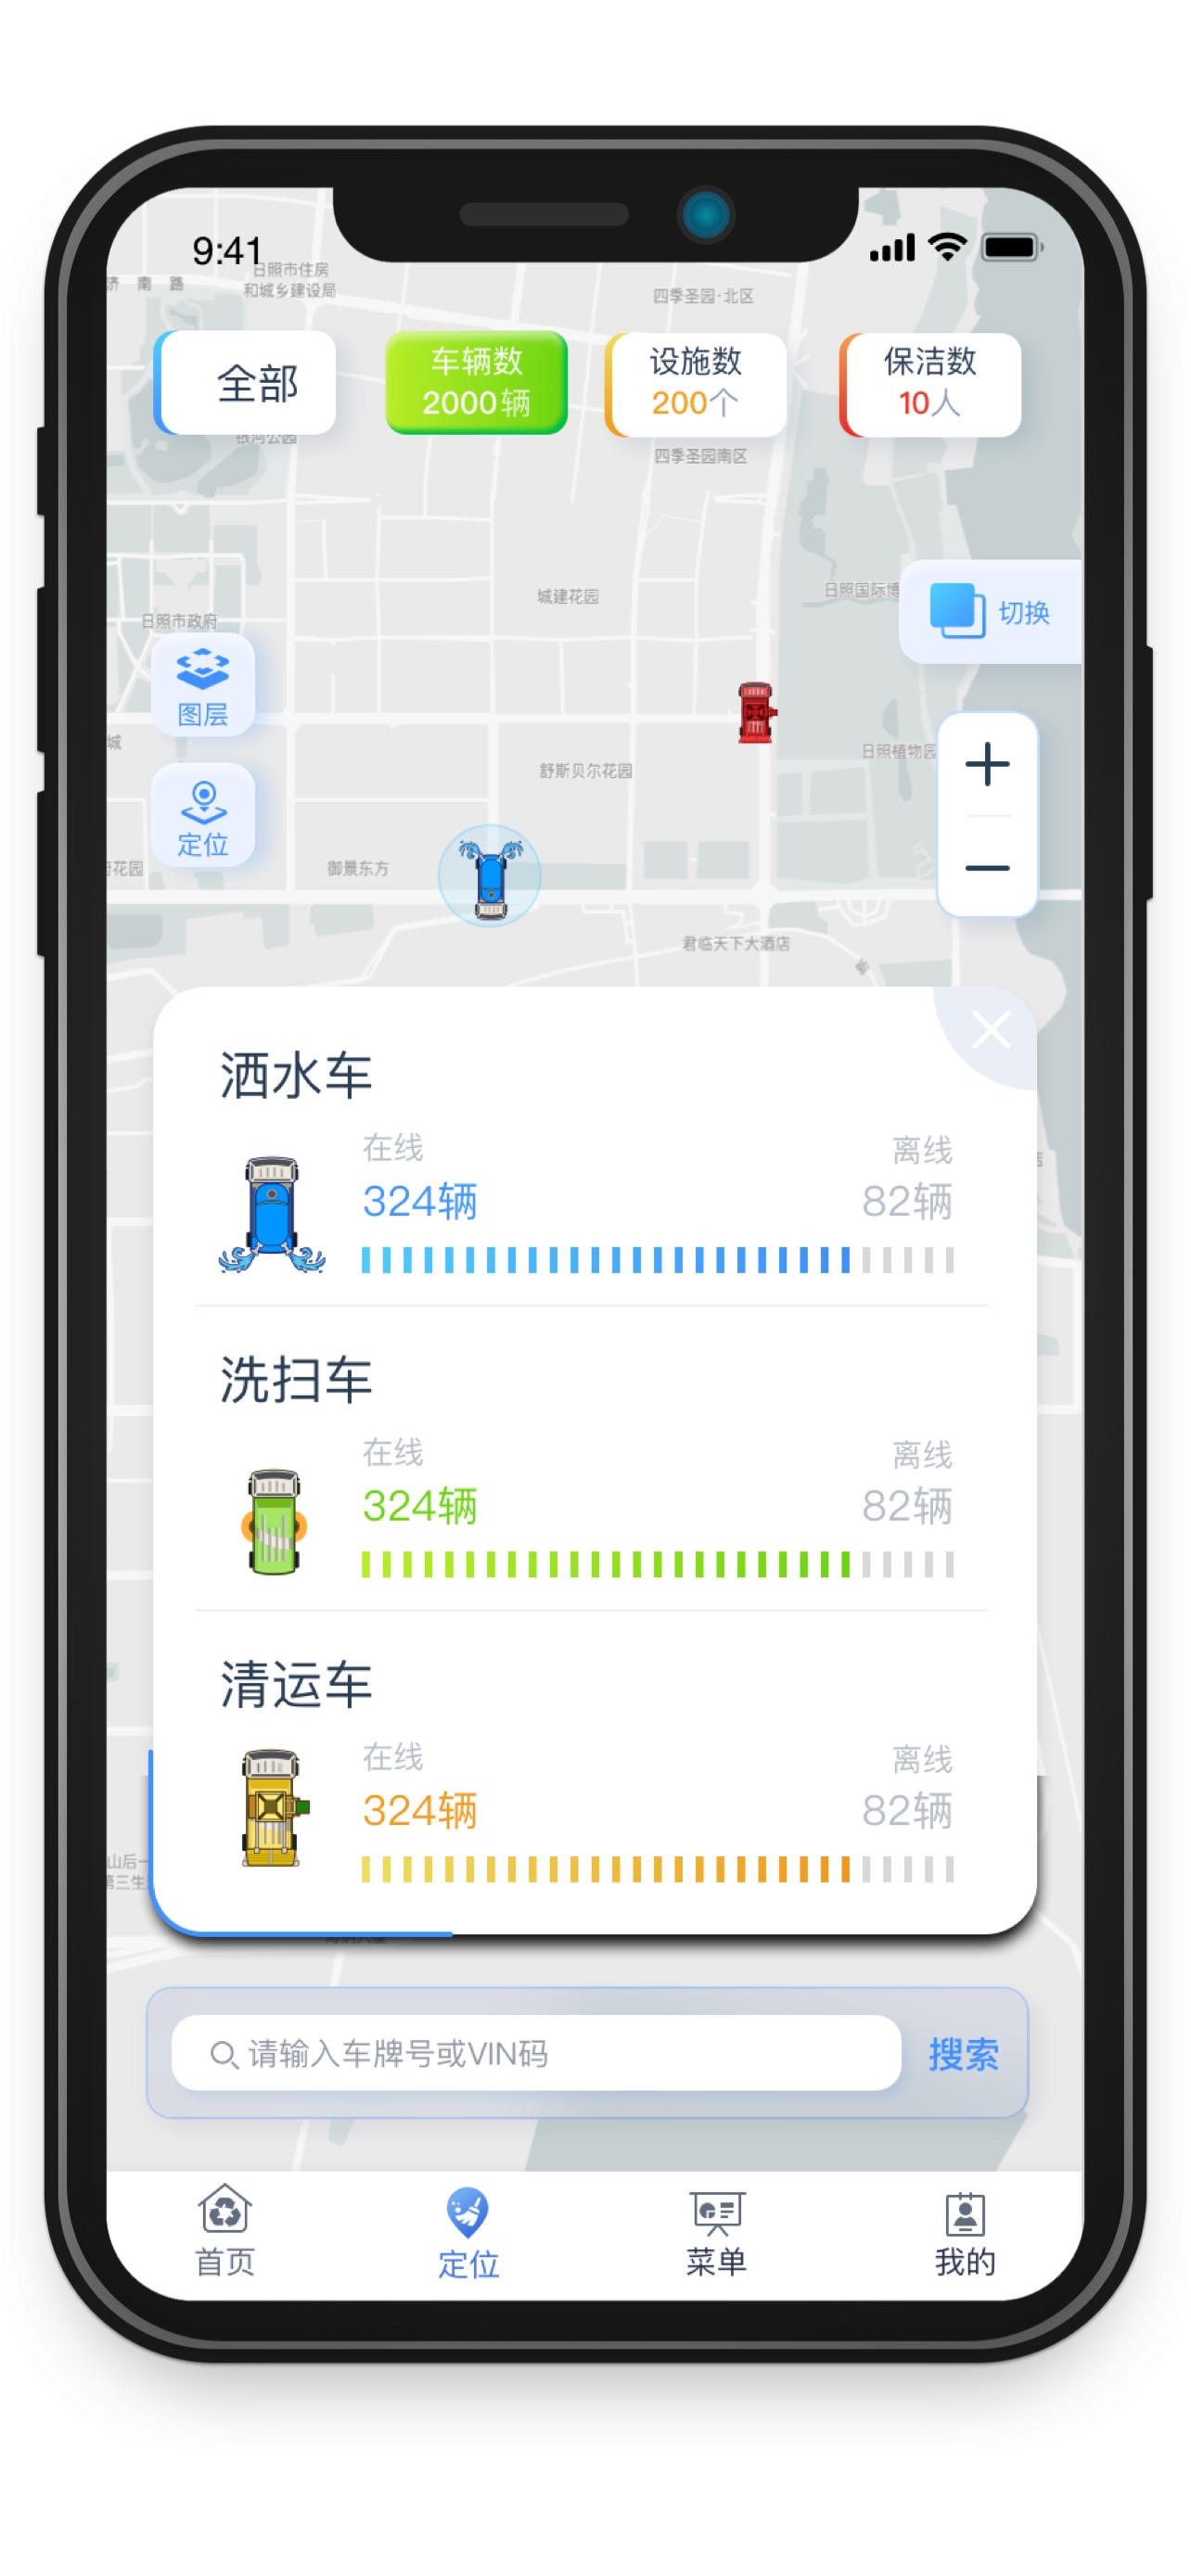 9:41
日照市住房
和城乡建设局
济 南 路
四季圣园·北区
全部
车辆数
2000辆
设施数
200个
保洁数
10人
银河公园
四季圣园南区
日照国际博
切换
城建花园
日照市政府
图层
城
日照植物园
舒斯贝尔花园
定位
花园
御景东方
君临天下大酒店
洒水车
在线
离线
324辆
82辆
洗扫车
在线
离线
324辆
82辆
清运车
在线
离线
324辆
82辆
山后一
第三生
请输入车牌号或VIN码
搜索
首页
定位
菜单
我的